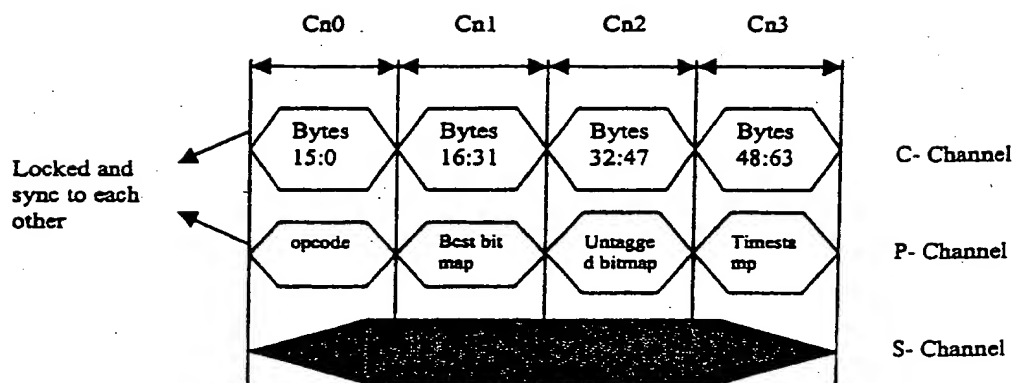 Cn0 Cn1 Cn2 Cn3
Bytes
15:0
Bytes
16:31
Bytes
32:47
Bytes
48:63
C- Channel
Locked and
sync to each
other
opcode
Best bit
map
Untagge
d bitmap
Timesta
mp
P- Channel
S- Channel